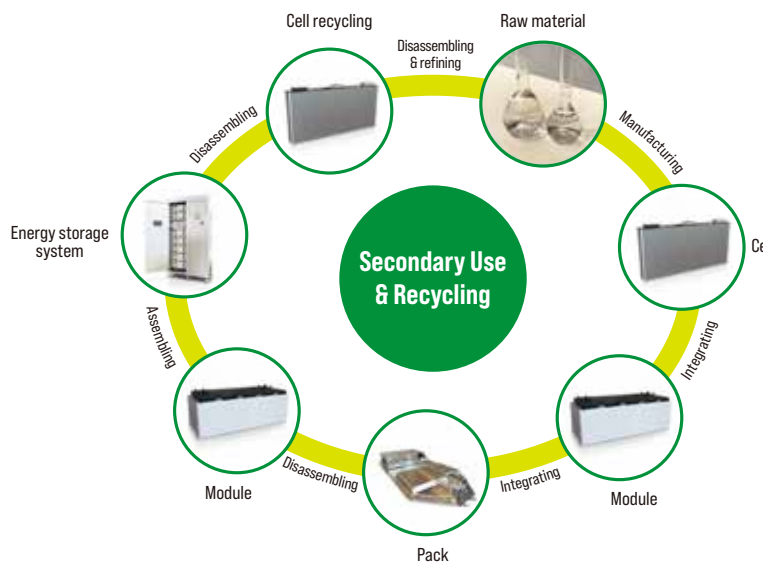 Cell recycling
Disassembling
& refining
Raw material
Disassembling
Manufacturing
Energy storage
system
Secondary Use
& Recycling
Ce
Assembling
Integrating
Module
Disassembling
Integrating
Module
Pack